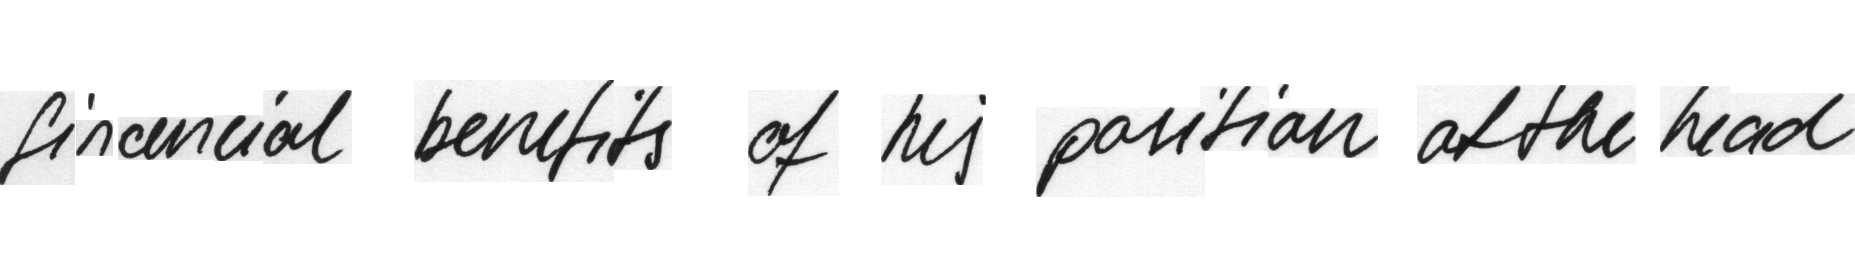 financial benefits of his position at the head